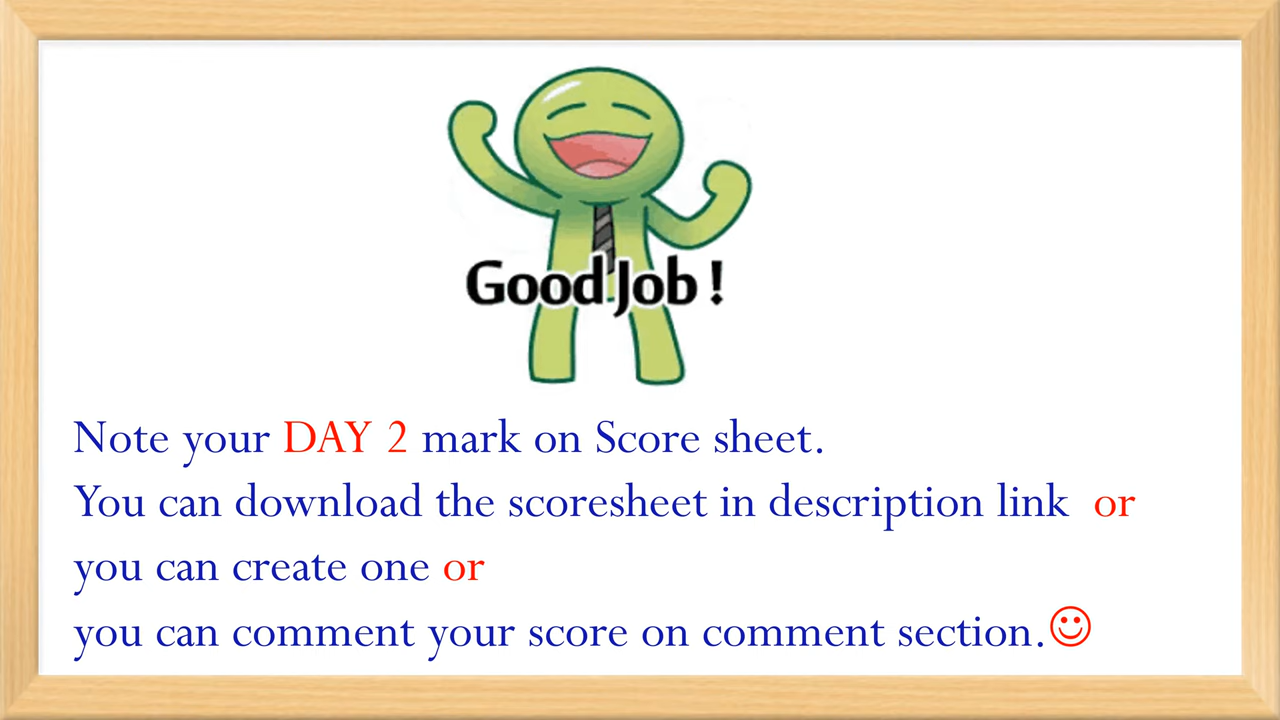 Good Job !
Note your DAY 2 mark on Score sheet.
You can download the scoresheet in description link or
you can create one or
you can comment your score on comment section.☺